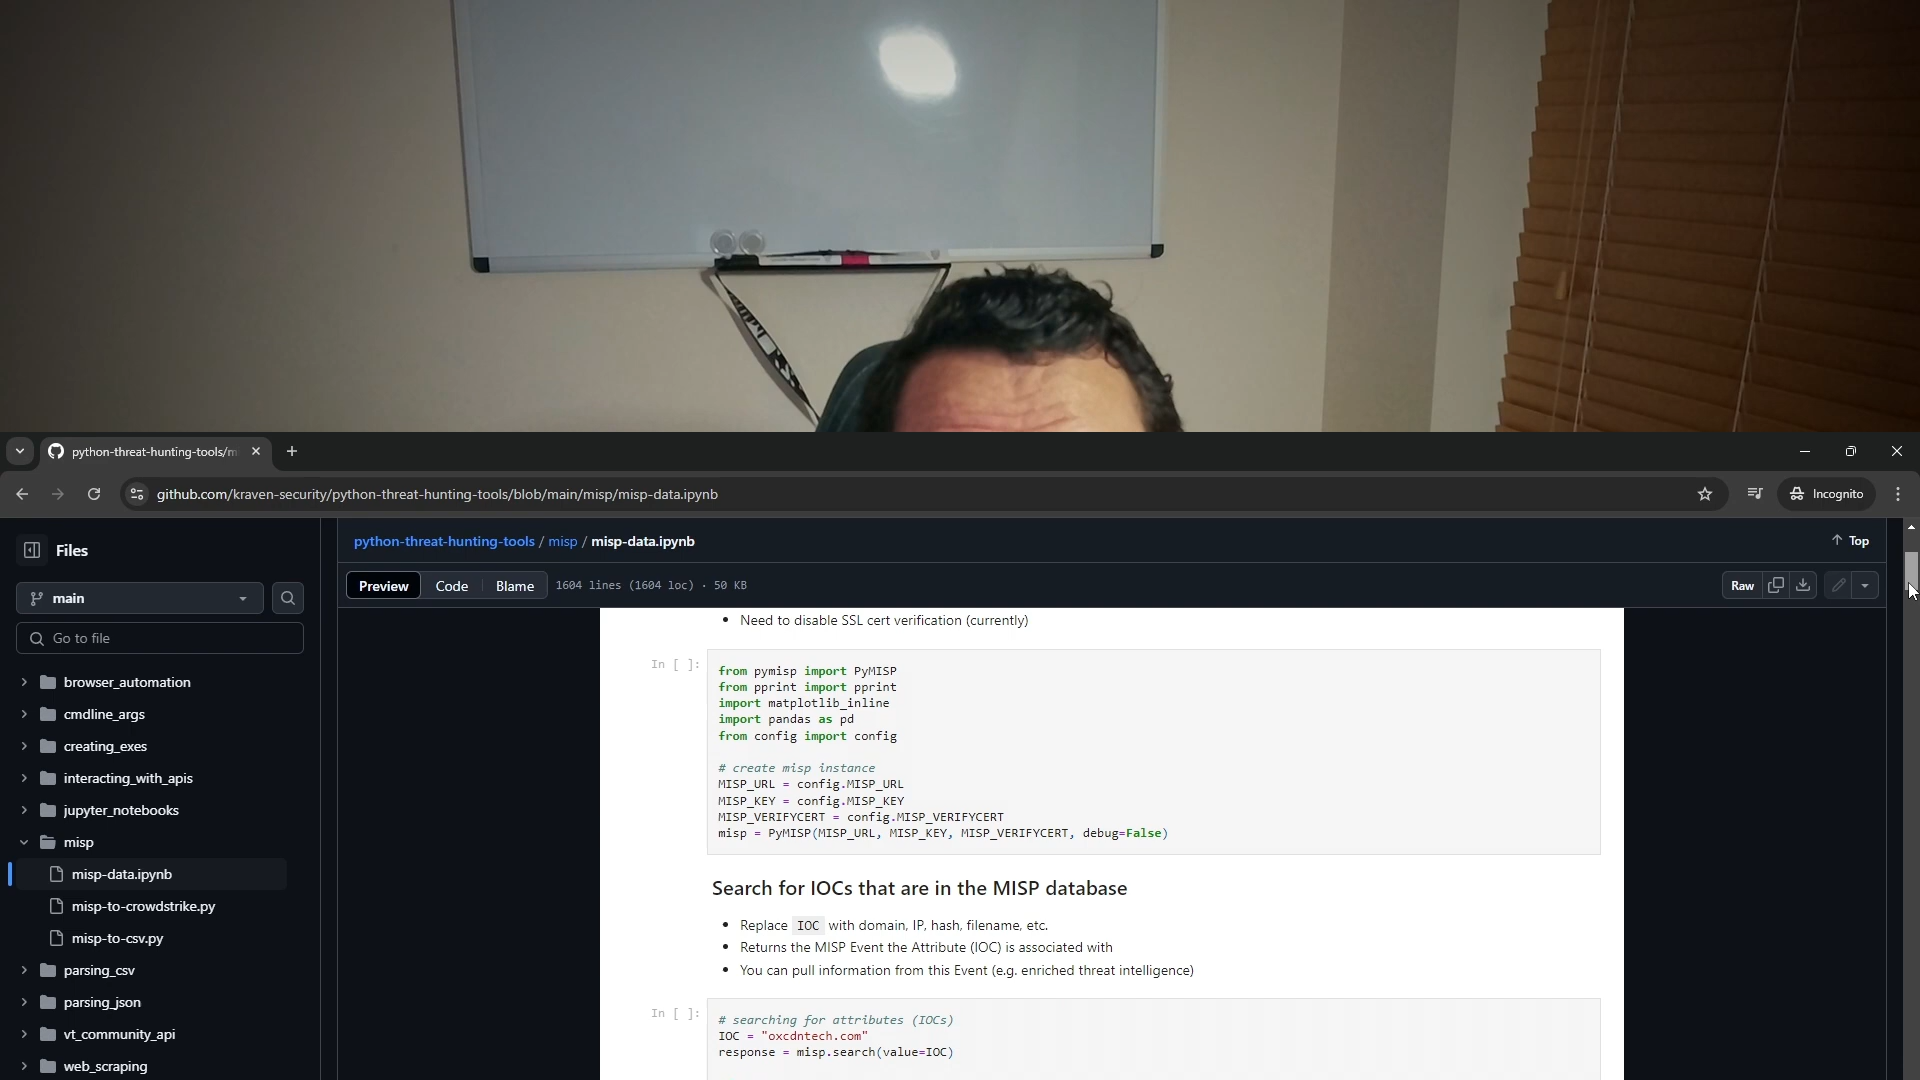 python-threat-hunting-tools/m
github.com/kraven-security/python-threat-hunting-tools/blob/main/misp/misp-data.ipynb
Incognito
Files
python-threat-hunting-tools / misp / misp-data.ipynb
Top
main
Preview
Code
Blame
1604 lines (1604 loc) · 50 KB
Raw
Go to file
browser_automation
cmdline_args
creating_exes
interacting_with_apis
jupyter_notebooks
misp
misp-data.ipynb
misp-to-crowdstrike.py
misp-to-csv.py
parsing_csv
parsing_json
vt_community_api
web_scraping
• Need to disable SSL cert verification (currently)
In [ ]:
from pymisp import PyMISP
from pprint import pprint
import matplotlib_inline
import pandas as pd
from config import config
# create misp instance
MISP_URL = config.MISP_URL
MISP_KEY = config.MISP_KEY
MISP_VERIFYCERT = config.MISP_VERIFYCERT
misp = PyMISP(MISP_URL, MISP_KEY, MISP_VERIFYCERT, debug=False)
Search for IOCs that are in the MISP database
• Replace IOC with domain, IP, hash, filename, etc.
• Returns the MISP Event the Attribute (IOC) is associated with
• You can pull information from this Event (e.g. enriched threat intelligence)
In [ ]:
# searching for attributes (IOCs)
IOC = "oxcdntech.com"
response = misp.search(value=IOC)